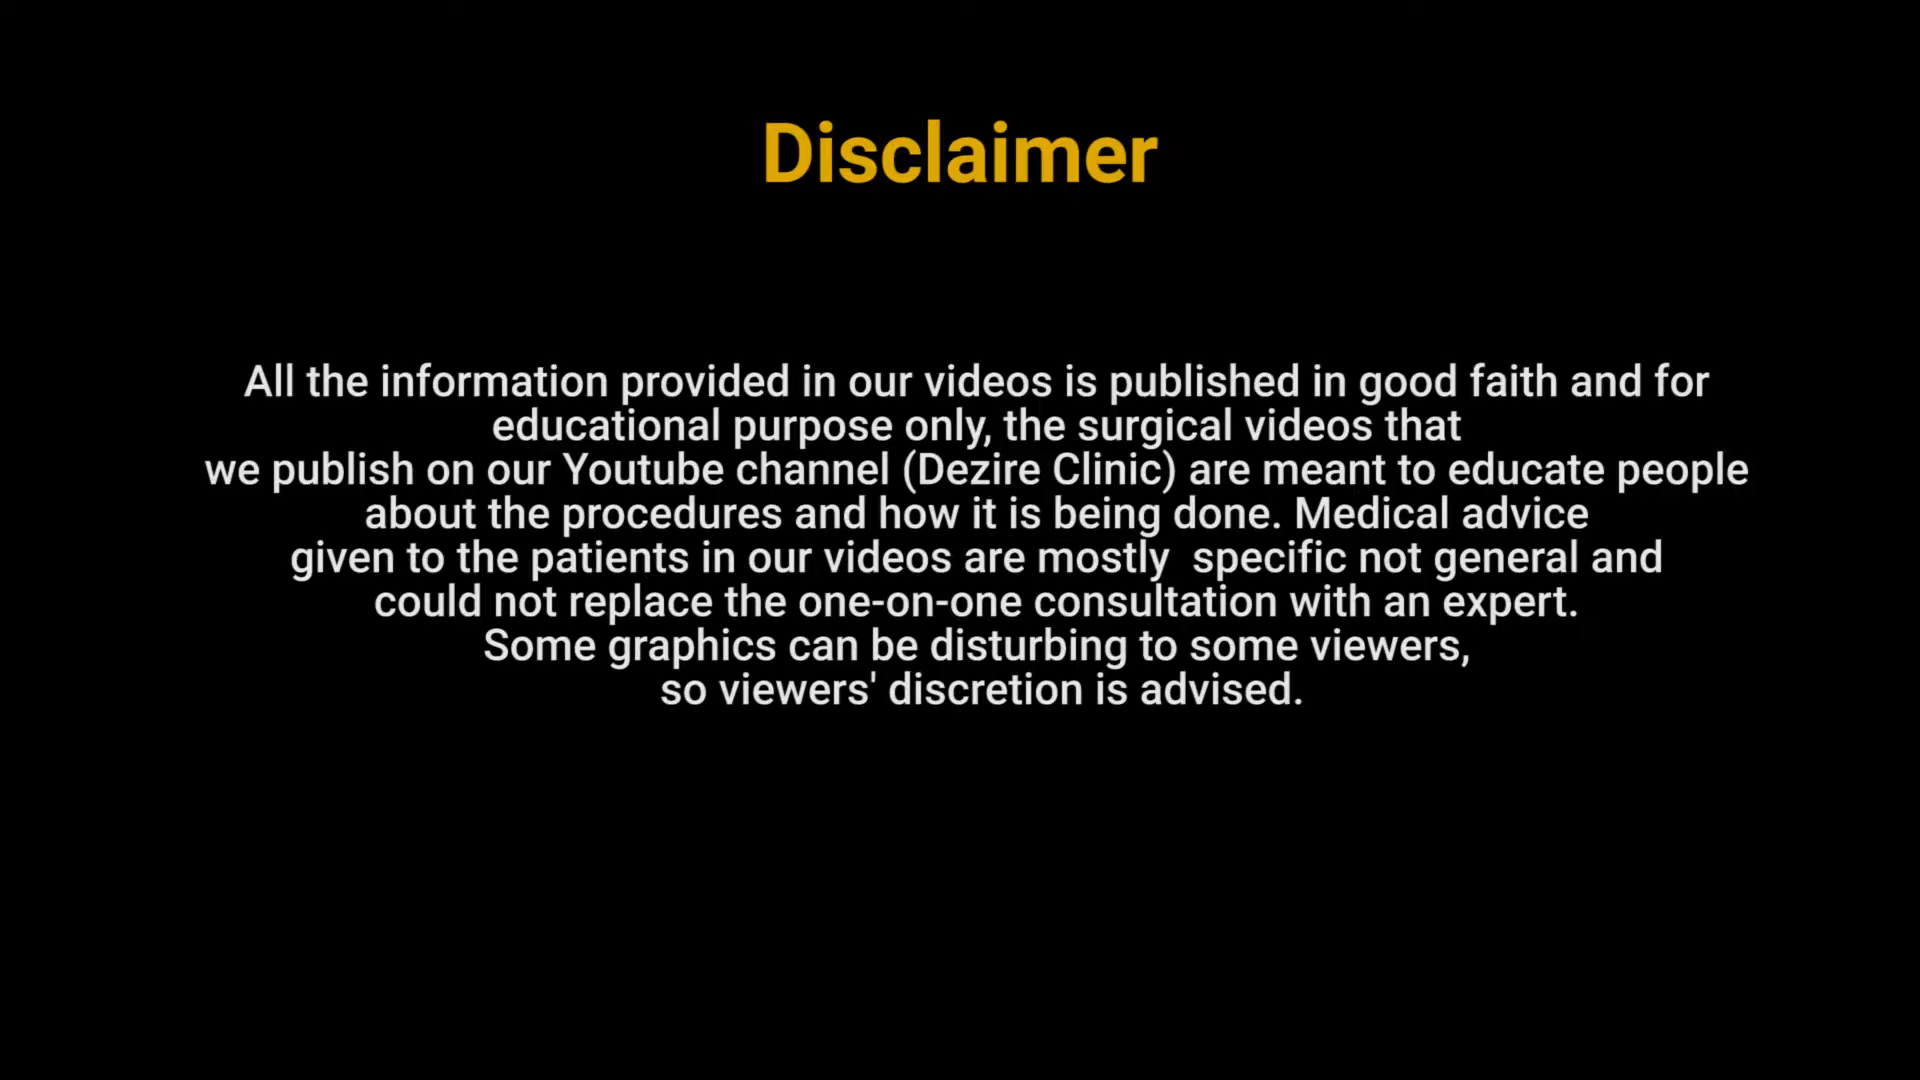 Disclaimer
All the information provided in our videos is published in good faith and for
educational purpose only, the surgical videos that
we publish on our Youtube channel (Dezire Clinic) are meant to educate people
about the procedures and how it is being done. Medical advice
given to the patients in our videos are mostly  specific not general and
could not replace the one-on-one consultation with an expert.
Some graphics can be disturbing to some viewers,
so viewers' discretion is advised.